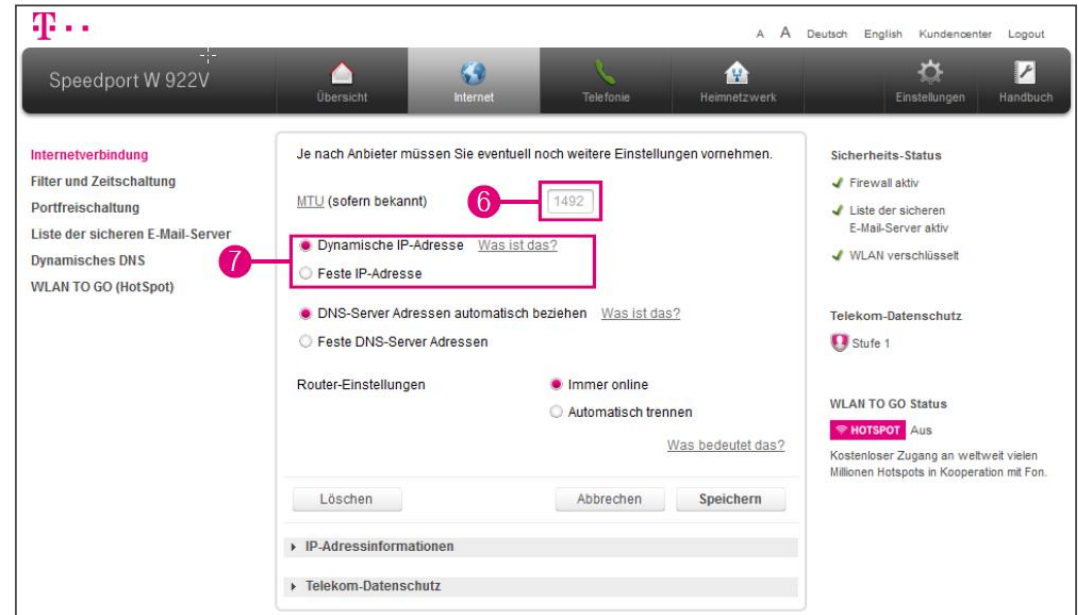 T
A A Deutsch English Kundencenter Logout
Speedport W 922V
Übersicht
Internet
Telefonie
Heimnetzwerk
Einstellungen
Handbuch
Internetverbindung
Filter und Zeitschaltung
Portfreischaltung
Liste der sicheren E-Mail-Server
Dynamisches DNS
WLAN TO GO (HotSpot)
Je nach Anbieter müssen Sie eventuell noch weitere Einstellungen vornehmen.
MTU (sofern bekannt) 6 1492
7
Dynamische IP-Adresse Was ist das?
Feste IP-Adresse
DNS-Server Adressen automatisch beziehen Was ist das?
Feste DNS-Server Adressen
Router-Einstellungen Immer online
Automatisch trennen
Was bedeutet das?
Löschen Abbrechen Speichern
IP-Adressinformationen
Telekom-Datenschutz
Sicherheits-Status
Firewall aktiv
Liste der sicheren
E-Mail-Server aktiv
WLAN verschlüsselt
Telekom-Datenschutz
Stufe 1
WLAN TO GO Status
HOTSPOT Aus
Kostenloser Zugang an weltweit vielen
Millionen Hotspots in Kooperation mit Fon.